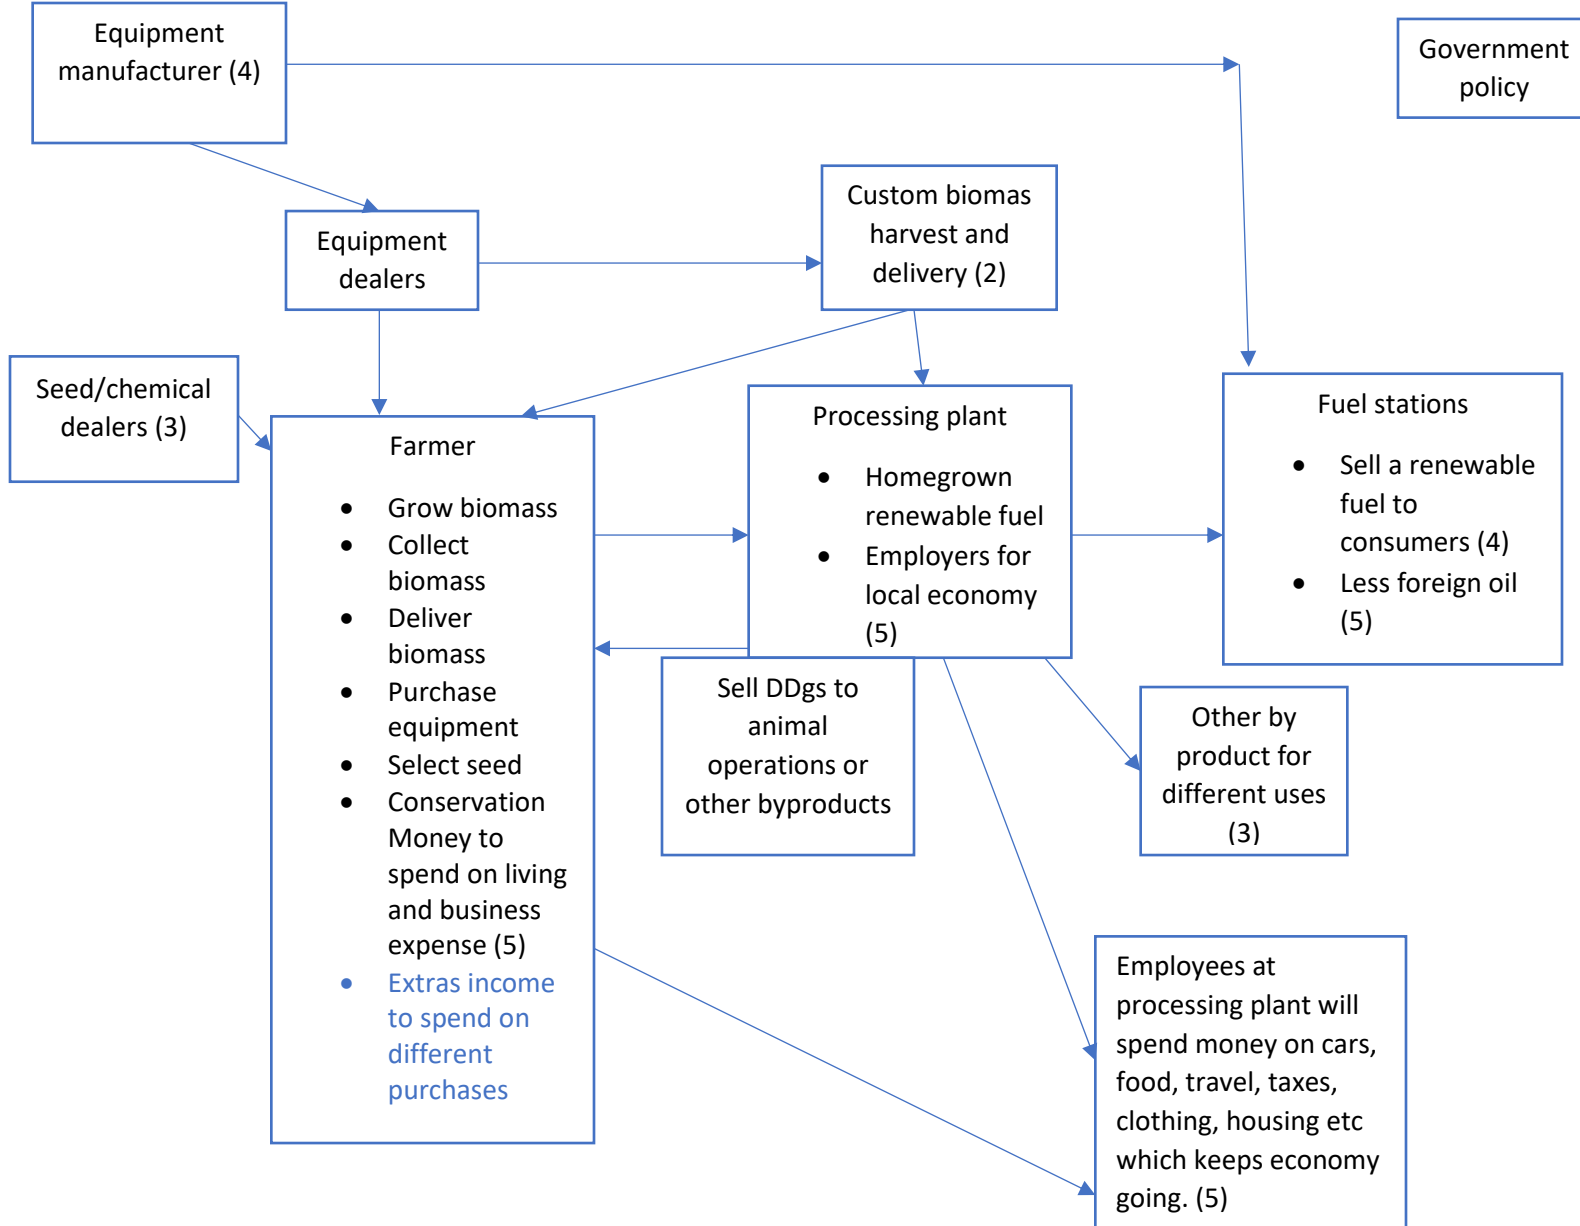 Equipment
manufacturer (4)
Government
policy
Custom biomas
harvest and
delivery (2)
Equipment
dealers
Seed/chemical
dealers (3)
Farmer
• Grow biomass
• Collect
biomass
• Deliver
biomass
• Purchase
equipment
• Select seed
• Conservation
Money to
spend on living
and business
expense (5)
• Extras income
to spend on
different
purchases
Processing plant
• Homegrown
renewable fuel
• Employers for
local economy
(5)
Fuel stations
• Sell a renewable
fuel to
consumers (4)
• Less foreign oil
(5)
Sell DDgs to
animal
operations or
other byproducts
Other by
product for
different uses
(3)
Employees at
processing plant will
spend money on cars,
food, travel, taxes,
clothing, housing etc
which keeps economy
going. (5)